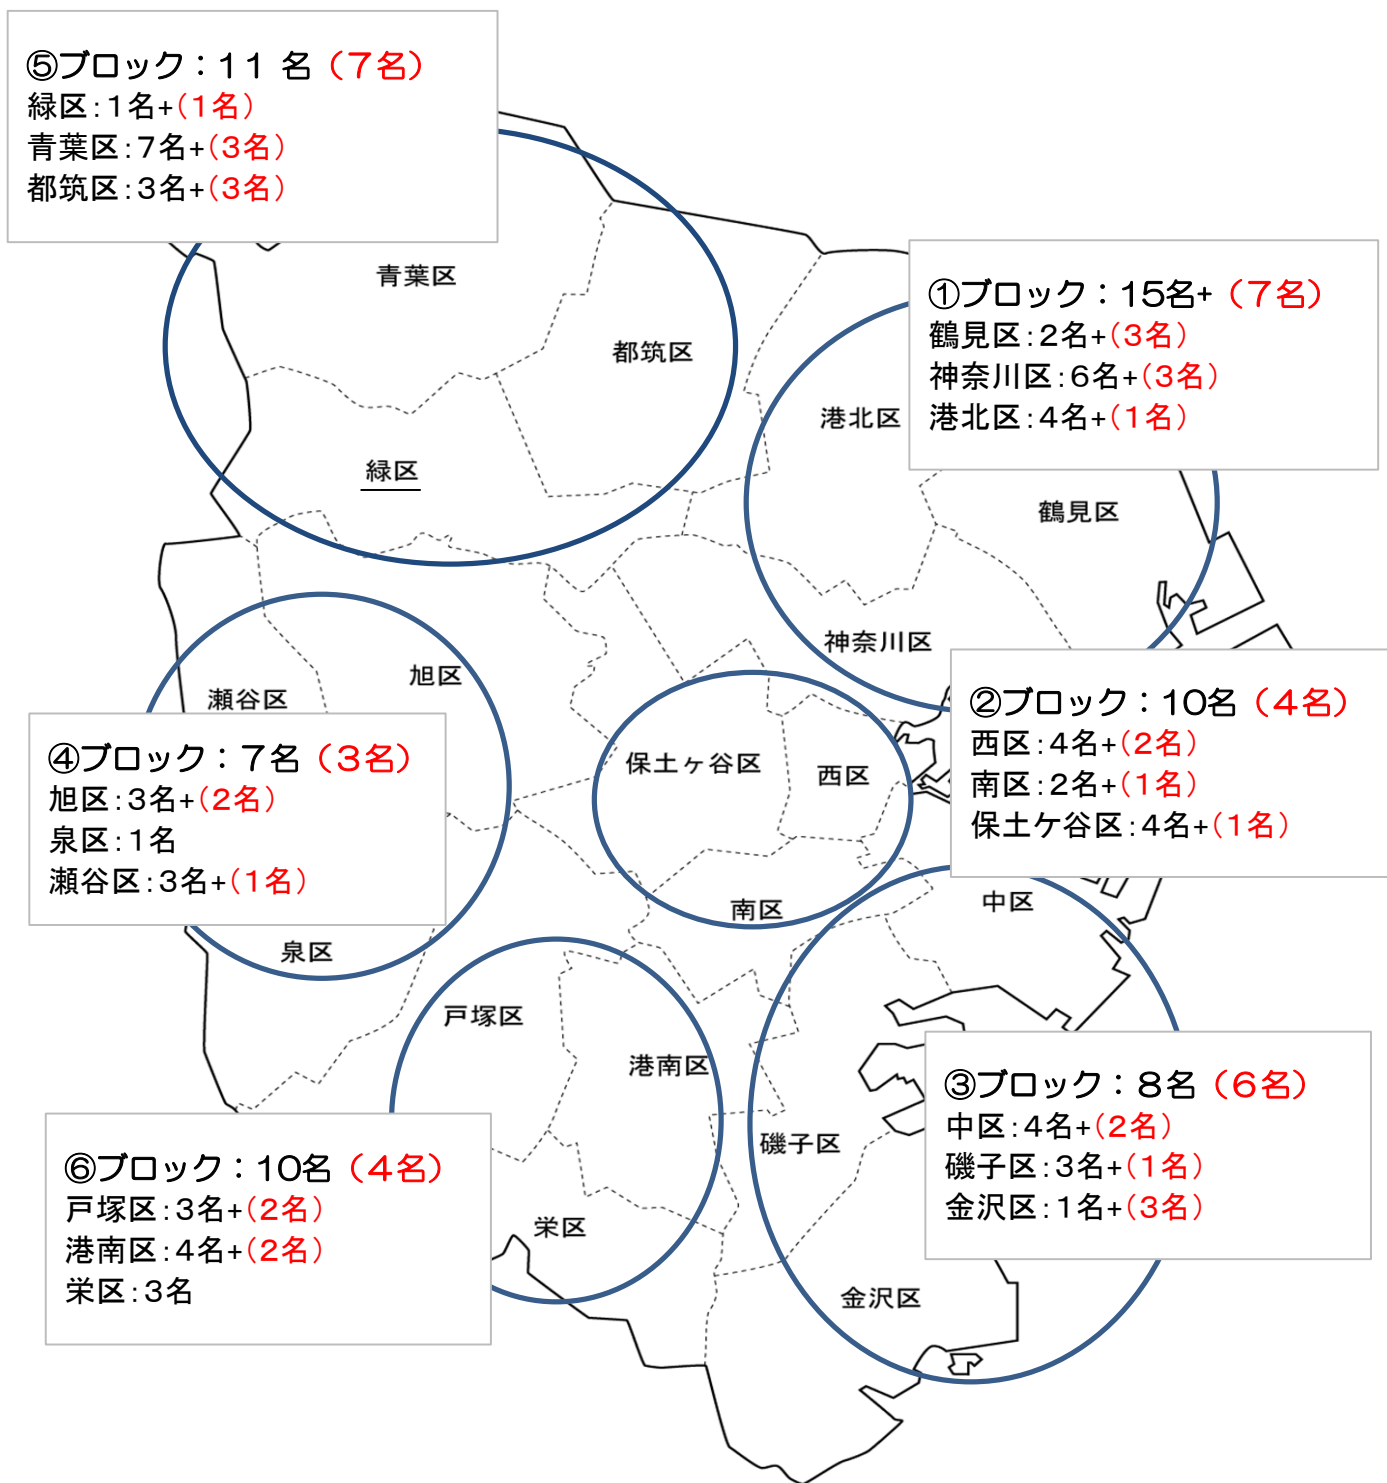 ⑤ブロック：11 名（7名）
緑区：1名+（1名）
青葉区：7名+（3名）
都筑区：3名+（3名）
青葉区
都筑区
緑区
①ブロック：15名+（7名）
鶴見区：2名+（3名）
神奈川区：6名+（3名）
港北区：4名+（1名）
港北区
鶴見区
神奈川区
旭区
瀬谷区
④ブロック：7名（3名）
旭区：3名+（2名）
泉区：1名
瀬谷区：3名+（1名）
泉区
保土ヶ谷区
西区
南区
②ブロック：10名（4名）
西区：4名+（2名）
南区：2名+（1名）
保土ケ谷区：4名+（1名）
中区
戸塚区
港南区
磯子区
③ブロック：8名（6名）
中区：4名+（2名）
磯子区：3名+（1名）
金沢区：1名+（3名）
⑥ブロック：10名（4名）
戸塚区：3名+（2名）
港南区：4名+（2名）
栄区：3名
栄区
金沢区